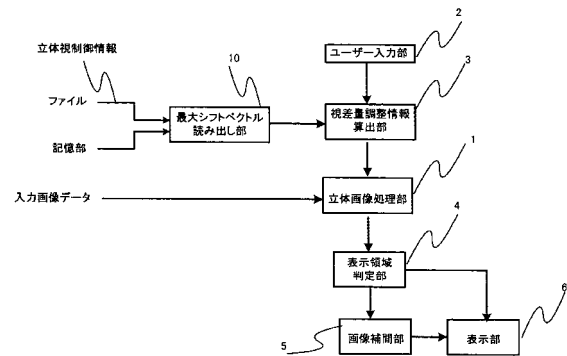 2
ユーザー入力部
立体視制御情報
10
3
ファイル
最大シフトベクトル
読み出し部
視差量調整情報
算出部
記憶部
1
入力画像データ
立体画像処理部
4
表示領域
判定部
6
5
画像補間部
表示部